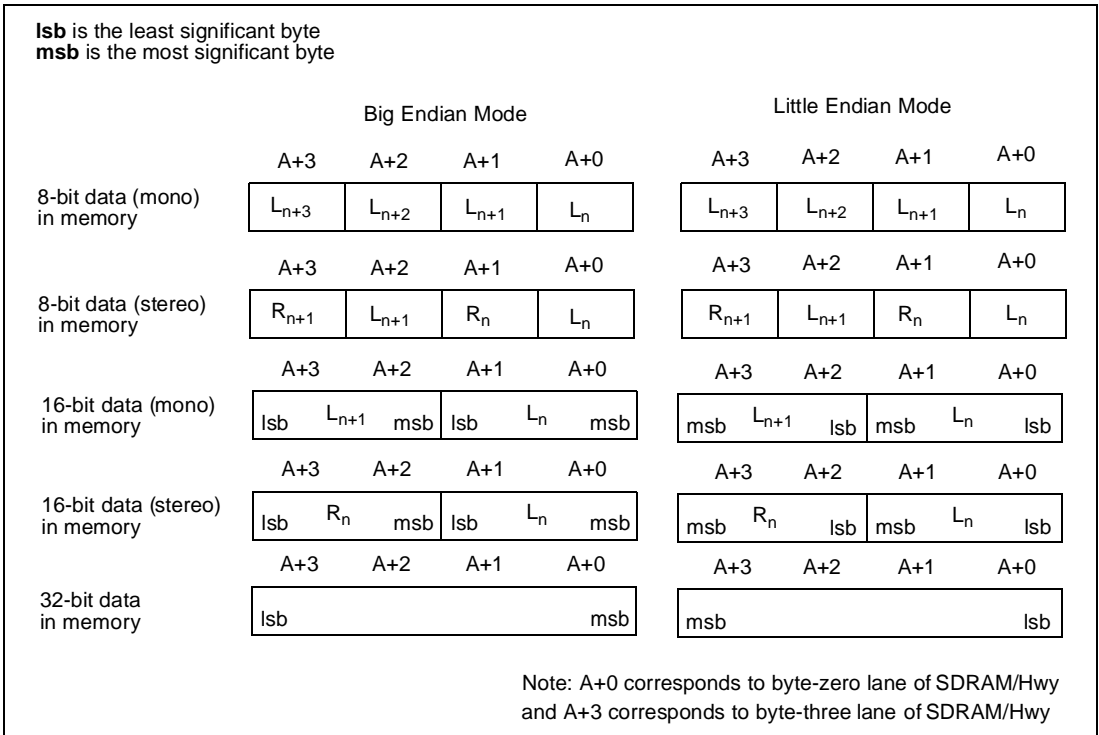 lsb is the least significant byte
msb is the most significant byte
Big Endian Mode Little Endian Mode
A+3 A+2 A+1 A+0 A+3 A+2 A+1 A+0
8-bit data (mono)
in memory
Ln+3 Ln+2 Ln+1 Ln Ln+3 Ln+2 Ln+1 Ln
A+3 A+2 A+1 A+0 A+3 A+2 A+1 A+0
8-bit data (stereo)
in memory
Rn+1 Ln+1 Rn Ln Rn+1 Ln+1 Rn Ln
A+3 A+2 A+1 A+0 A+3 A+2 A+1 A+0
16-bit data (mono)
in memory
lsb Ln+1 msb lsb Ln msb msb Ln+1 lsb msb Ln lsb
A+3 A+2 A+1 A+0 A+3 A+2 A+1 A+0
16-bit data (stereo)
in memory
lsb Rn msb lsb Ln msb msb Rn lsb msb Ln lsb
A+3 A+2 A+1 A+0 A+3 A+2 A+1 A+0
32-bit data
in memory
lsb msb msb lsb
Note: A+0 corresponds to byte-zero lane of SDRAM/Hwy
and A+3 corresponds to byte-three lane of SDRAM/Hwy